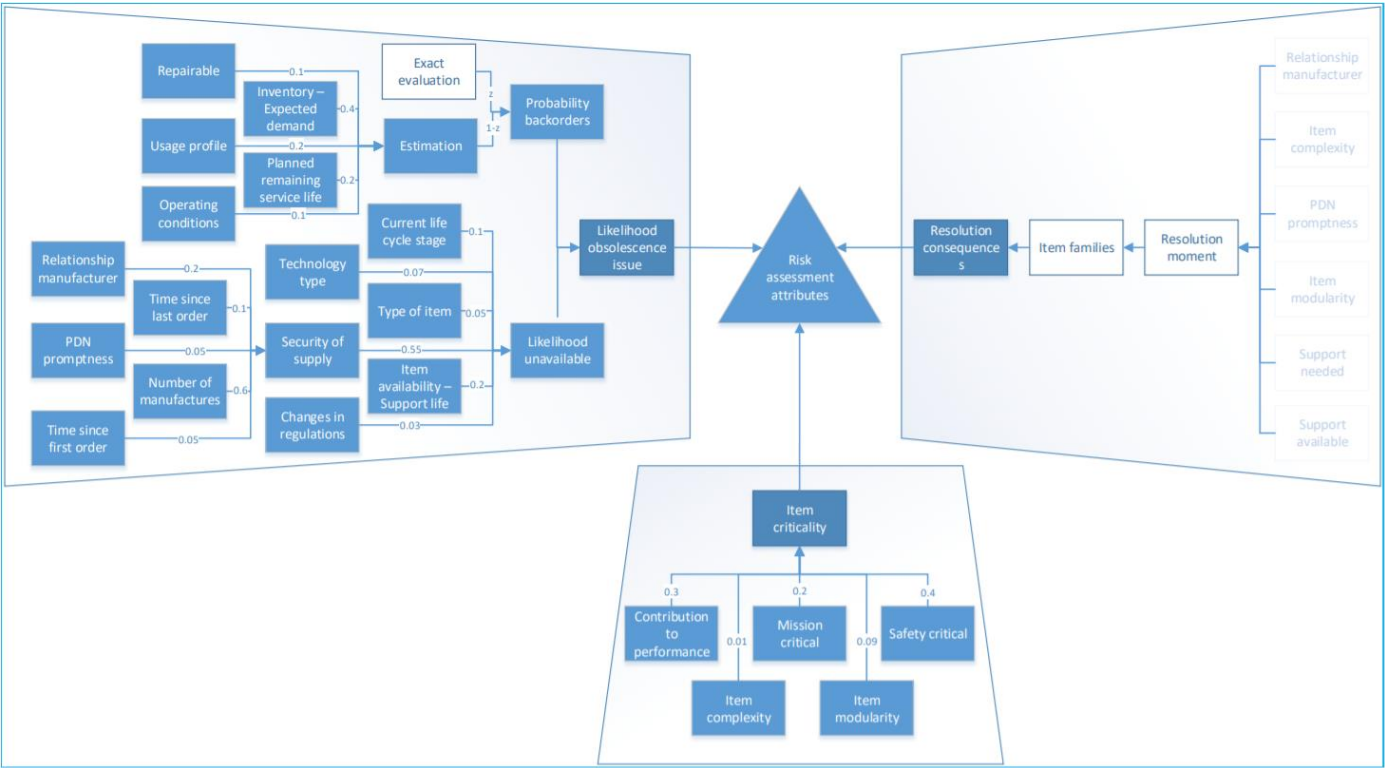 Repairable
0.1
Inventory –
Expected
demand
0.4
Usage profile
0.2
Planned
remaining
service life
0.2
Operating
conditions
0.1
Exact
evaluation
z
Estimation
1-z
Probability
backorders
Relationship
manufacturer
0.2
Time since
last order
0.1
PDN
promptness
0.05
Number of
manufactures
0.6
Time since
first order
0.05
Current life
cycle stage
0.1
Technology
type
0.07
Type of item
0.05
Security of
supply
0.55
Item
availability –
Support life
0.2
Changes in
regulations
0.03
Likelihood
unavailable
Likelihood
obsolescence
issue
Risk
assessment
attributes
Resolution
consequence
s
Item families
Resolution
moment
Relationship
manufacturer
Item
complexity
PDN
promptness
Item
modularity
Support
needed
Support
available
Item
criticality
0.3
0.2
0.4
Contribution
to
performance
0.01
Mission
critical
0.09
Safety critical
Item
complexity
Item
modularity